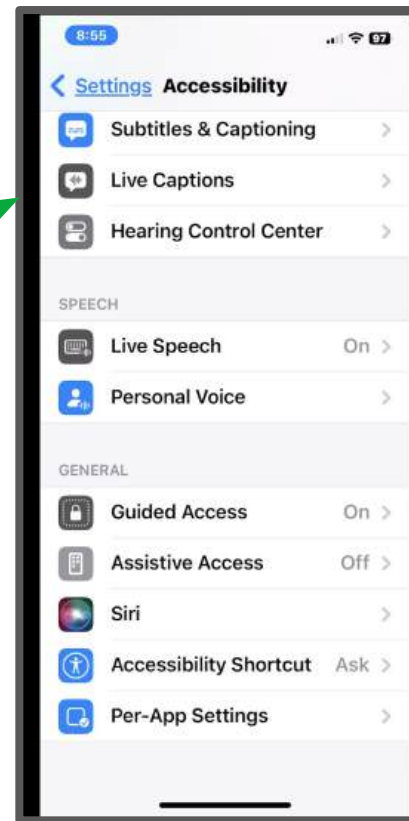 8:55
97
Settings Accessibility
Subtitles & Captioning
Live Captions
Hearing Control Center
SPEECH
Live Speech On
Personal Voice
GENERAL
Guided Access On
Assistive Access Off
Siri
Accessibility Shortcut Ask
Per-App Settings